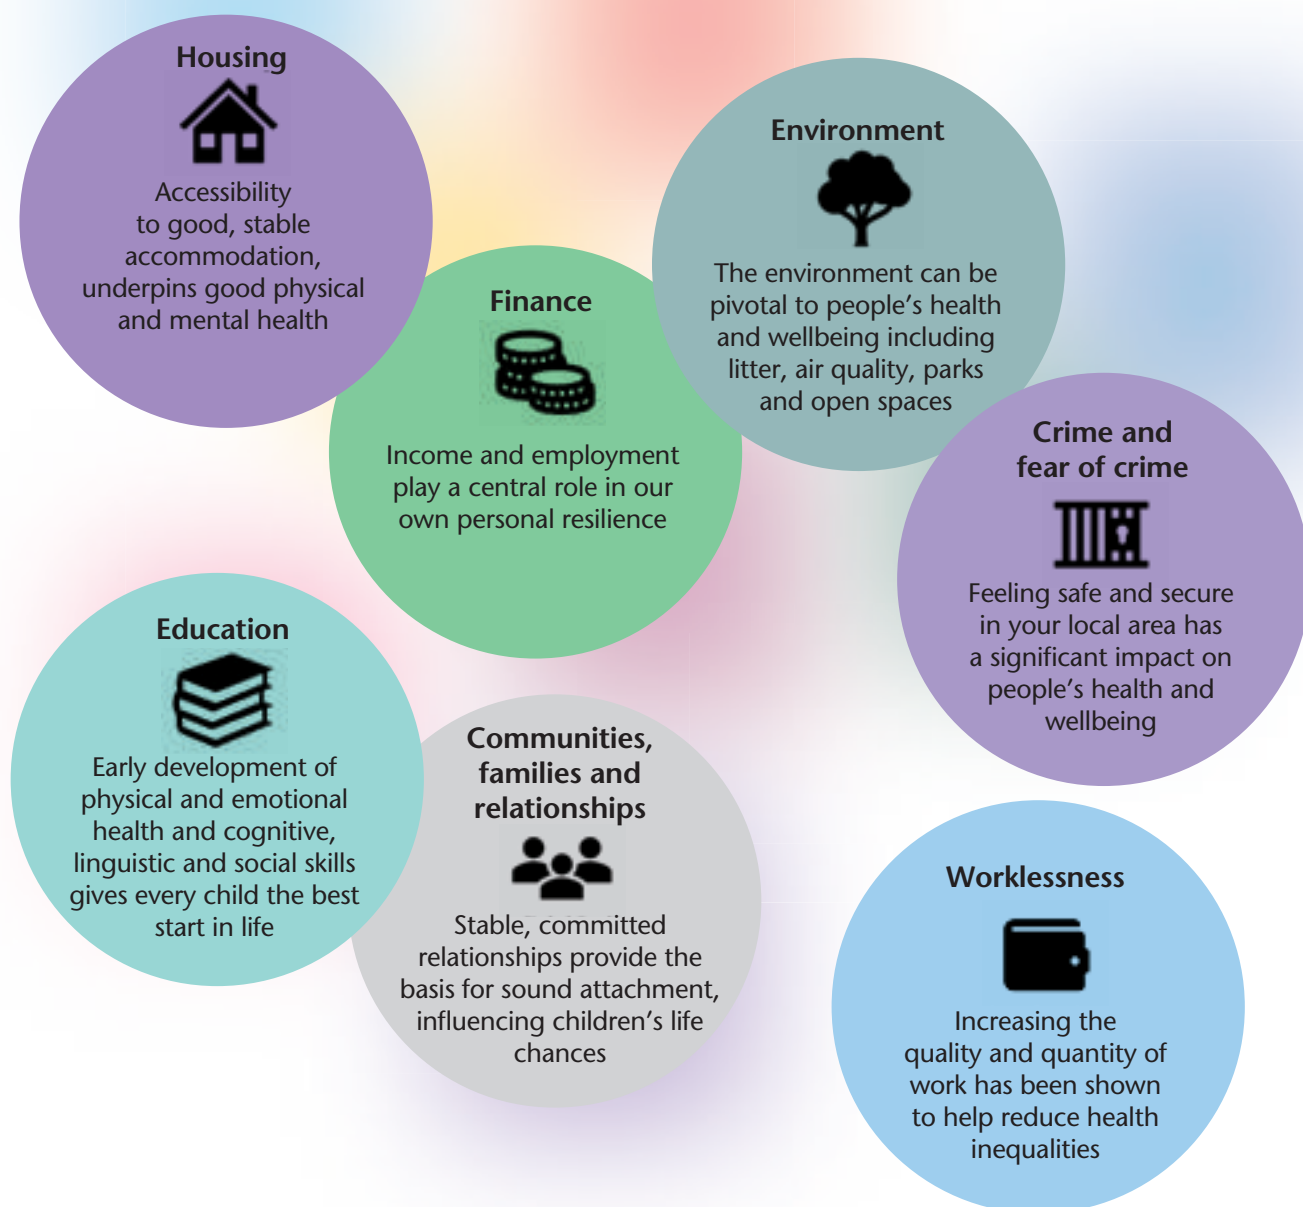 Housing
Accessibility
to good, stable
accommodation,
underpins good physical
and mental health
Environment
The environment can be
pivotal to people’s health
and wellbeing including
litter, air quality, parks
and open spaces
Finance
Income and employment
play a central role in our
own personal resilience
Crime and
fear of crime
Feeling safe and secure
in your local area has
a significant impact on
people’s health and
wellbeing
Education
Early development of
physical and emotional
health and cognitive,
linguistic and social skills
gives every child the best
start in life
Communities,
families and
relationships
Stable, committed
relationships provide the
basis for sound attachment,
influencing children’s life
chances
Worklessness
Increasing the
quality and quantity of
work has been shown
to help reduce health
inequalities